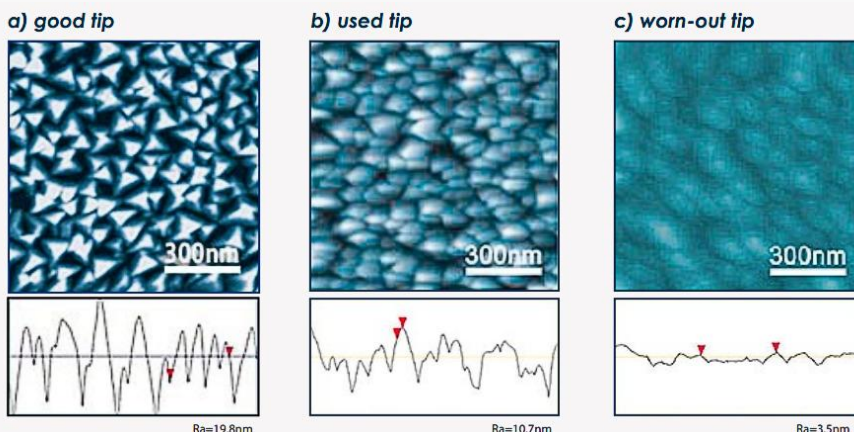 a) good tip
b) used tip
c) worn-out tip
300nm
300nm
300nm
Ra=19.8nm
Ra=10.7nm
Ra=3.5nm